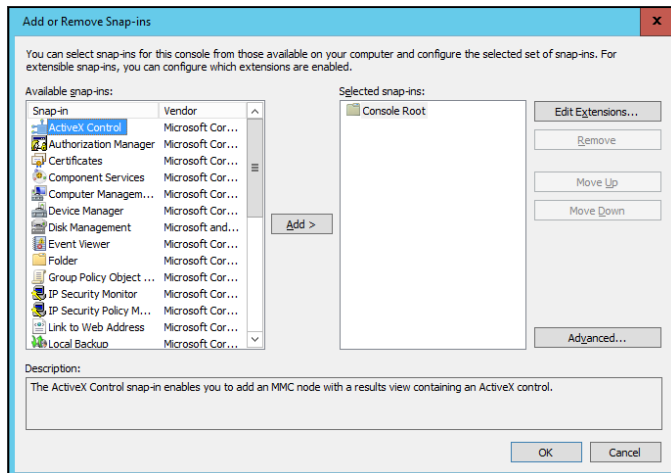 Add or Remove Snap-ins
x
You can select snap-ins for this console from those available on your computer and configure the selected set of snap-ins. For
extensible snap-ins, you can configure which extensions are enabled.
Available snap-ins:
Snap-in Vendor
ActiveX Control Microsoft Cor...
Authorization Manager Microsoft Cor...
Certificates Microsoft Cor...
Component Services Microsoft Cor...
Computer Managem... Microsoft Cor...
Device Manager Microsoft Cor...
Disk Management Microsoft and...
Event Viewer Microsoft Cor...
Folder Microsoft Cor...
Group Policy Object ... Microsoft Cor...
IP Security Monitor Microsoft Cor...
IP Security Policy M... Microsoft Cor...
Link to Web Address Microsoft Cor...
Local Backup Microsoft Cor...
Add >
Selected snap-ins:
Console Root
Edit Extensions...
Remove
Move Up
Move Down
Advanced...
Description:
The ActiveX Control snap-in enables you to add an MMC node with a results view containing an ActiveX control.
OK Cancel